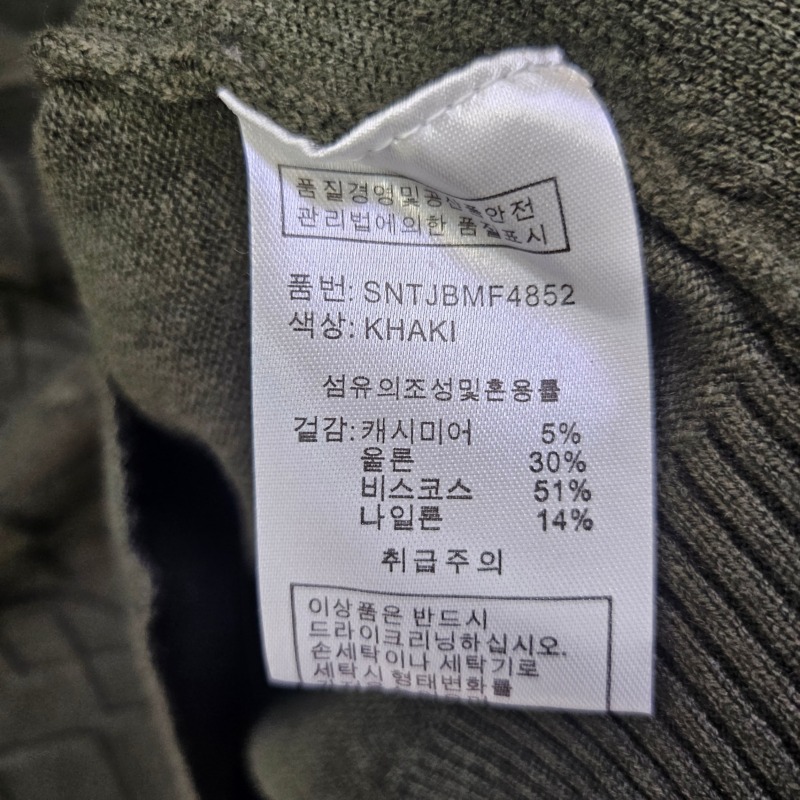 품질경영및공산품안전
관리법에의한 품질표시
품번: SNTJBMF4852
색상: KHAKI
섬유의조성및혼용률
겉감: 캐시미어 5%
울론 30%
비스코스 51%
나일론 14%
취급주의
이상품은 반드시
드라이크리닝하십시오.
손세탁이나 세탁기로
세탁시 형태변화를